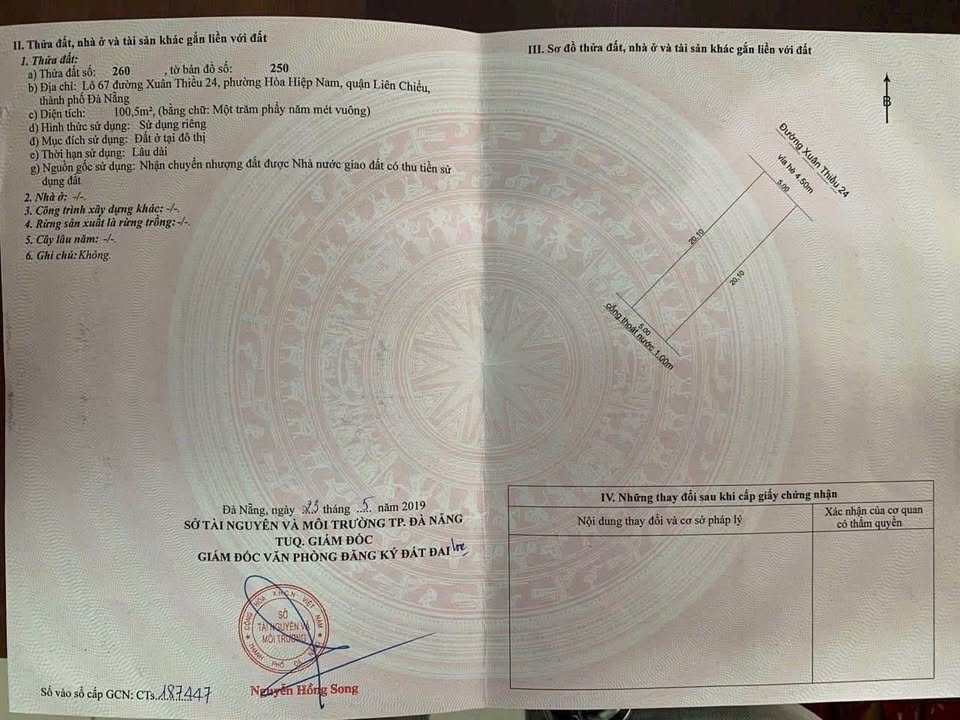 II. Thửa đất, nhà ở và tài sản khác gắn liền với đất
1. Thửa đất:
a) Thửa đất số: 260 , tờ bản đồ số: 250
b) Địa chỉ: Lô 67 đường Xuân Thiều 24, phường Hòa Hiệp Nam, quận Liên Chiểu,
thành phố Đà Nẵng
c) Diện tích: 100,5m², (bằng chữ: Một trăm phẩy năm mét vuông)
d) Hình thức sử dụng: Sử dụng riêng
đ) Mục đích sử dụng: Đất ở tại đô thị
e) Thời hạn sử dụng: Lâu dài
g) Nguồn gốc sử dụng: Nhận chuyển nhượng đất được Nhà nước giao đất có thu tiền sử
dụng đất
2. Nhà ở: -/-
3. Công trình xây dựng khác: -/-
4. Rừng sản xuất là rừng trồng: -/-
5. Cây lâu năm: -/-
6. Ghi chú: Không.
Đà Nẵng, ngày 23 tháng 5 năm 2019
SỞ TÀI NGUYÊN VÀ MÔI TRƯỜNG TP. ĐÀ NẴNG
TUQ. GIÁM ĐỐC
GIÁM ĐỐC VĂN PHÒNG ĐĂNG KÝ ĐẤT ĐAI
CỘNG HÒA X.H.C.N VIỆT NAM
SỞ
TÀI NGUYÊN VÀ
MÔI TRƯỜNG
THÀNH PHỐ ĐÀ NẴNG
Nguyễn Hồng Song
Số vào sổ cấp GCN: CTs.187447
III. Sơ đồ thửa đất, nhà ở và tài sản khác gắn liền với đất
B
Đường Xuân Thiều 24
vỉa hè 4.50m
5.00
20.10
20.10
5.00
cống thoát nước 1.00m
IV. Những thay đổi sau khi cấp giấy chứng nhận
Nội dung thay đổi và cơ sở pháp lý
Xác nhận của cơ quan
có thẩm quyền